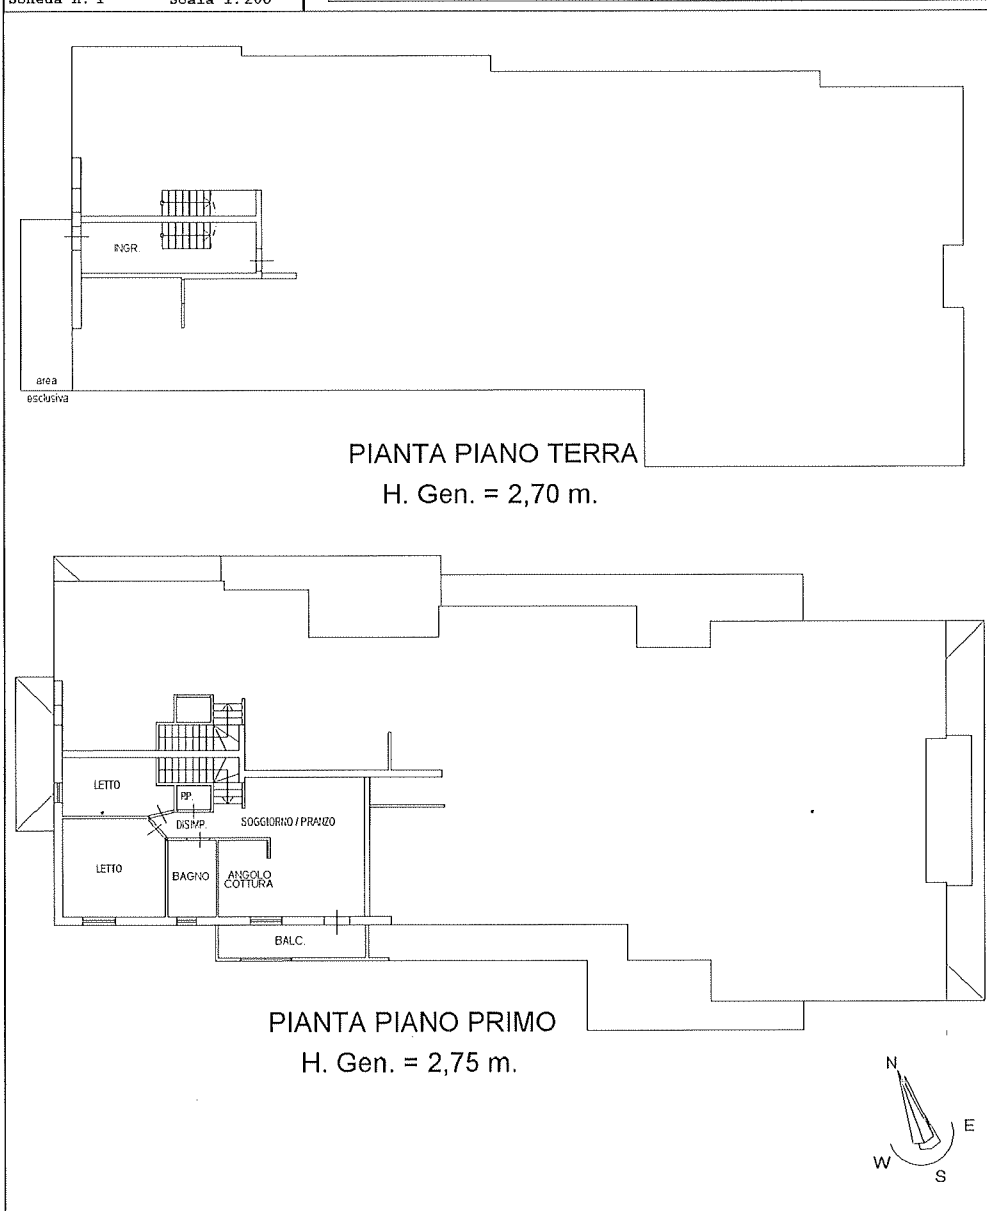 Scheda n. 1 Scala 1:200
INGR.
area
esclusiva
PIANTA PIANO TERRA
H. Gen. = 2,70 m.
LETTO
RP.
DISIMP.
SOGGIORNO / PRANZO
LETTO
BAGNO
ANGOLO
COTTURA
BALC.
PIANTA PIANO PRIMO
H. Gen. = 2,75 m.
N
E
W
S